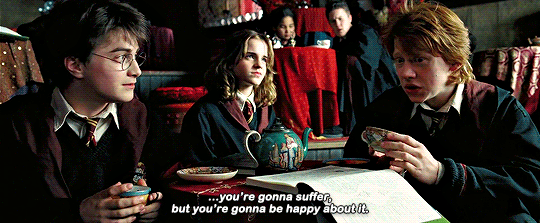 ...you're gonna suffer,
but you're gonna be happy about it.